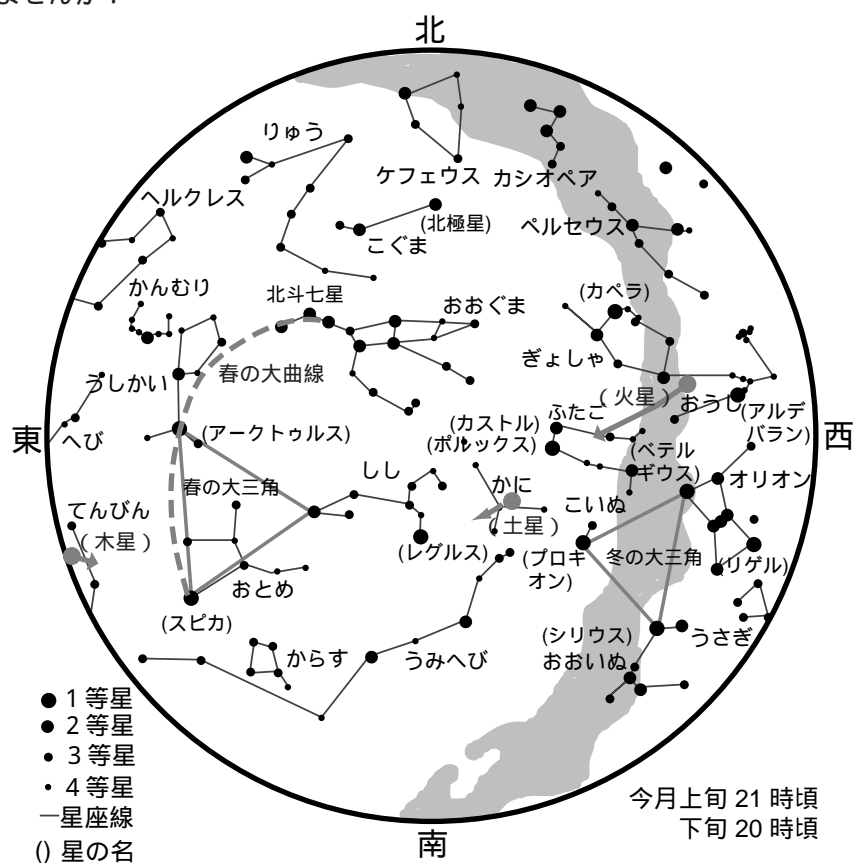 北
りゅう
ケフェウス
カシオペア
ヘルクレス
(北極星)
こぐま
ペルセウス
かんむり
北斗七星
おおぐま
(カペラ)
ぎょしゃ
春の大曲線
うしかい
(火星)
おうし
(アルデ
バラン)
ふたご
(カストル)
(ポルックス)
(アークトゥルス)
東
へび
西
(ベテル
ギウス)
オリオン
しし
かに
こいぬ
春の大三角
てんびん
(木星)
(土星)
(レグルス)
(プロキ
オン)
冬の大三角
(リゲル)
おとめ
(スピカ)
(シリウス)
おおいぬ
うさぎ
からす
うみへび
1等星
2等星
3等星
4等星
星座線
() 星の名
今月上旬 21 時頃
下旬 20 時頃
南